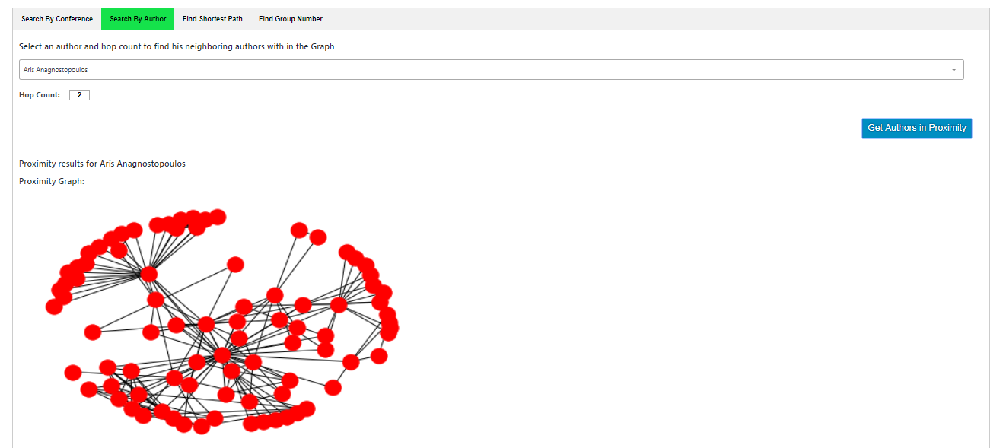 Search By Conference Search By Author Find Shortest Path Find Group Number
Select an author and hop count to find his neighboring authors with in the Graph
Aris Anagnostopoulos
Hop Count: 2
Get Authors in Proximity
Proximity results for Aris Anagnostopoulos
Proximity Graph: